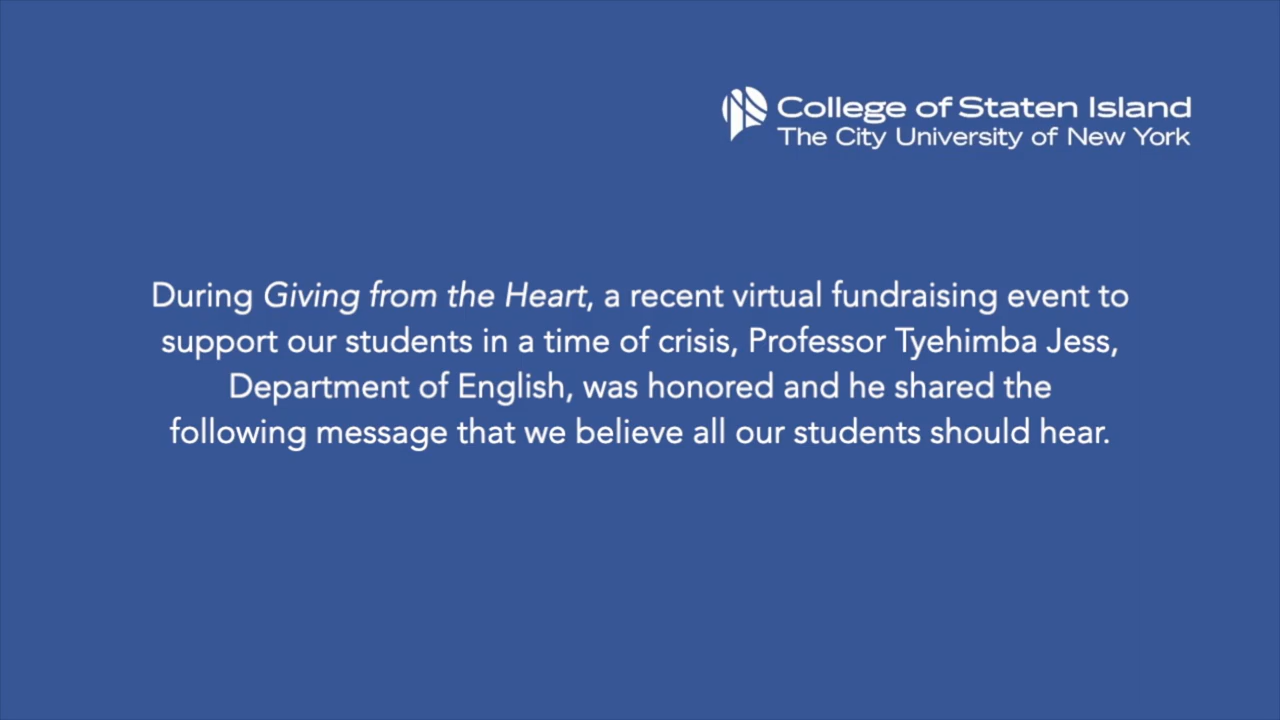 College of Staten Island
The City University of New York
During Giving from the Heart, a recent virtual fundraising event to
support our students in a time of crisis, Professor Tyehimba Jess,
Department of English, was honored and he shared the
following message that we believe all our students should hear.